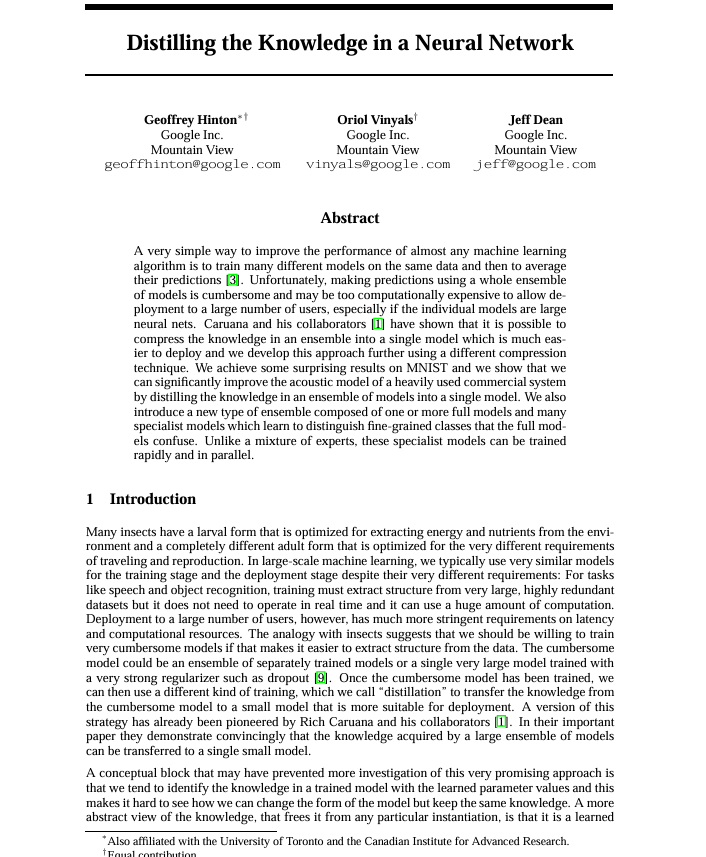 Distilling the Knowledge in a Neural Network
Geoffrey Hinton*†
Google Inc.
Mountain View
geoffhinton@google.com
Oriol Vinyals†
Google Inc.
Mountain View
vinyals@google.com
Jeff Dean
Google Inc.
Mountain View
jeff@google.com
Abstract
A very simple way to improve the performance of almost any machine learning
algorithm is to train many different models on the same data and then to average
their predictions [3]. Unfortunately, making predictions using a whole ensemble
of models is cumbersome and may be too computationally expensive to allow de-
ployment to a large number of users, especially if the individual models are large
neural nets. Caruana and his collaborators [1] have shown that it is possible to
compress the knowledge in an ensemble into a single model which is much eas-
ier to deploy and we develop this approach further using a different compression
technique. We achieve some surprising results on MNIST and we show that we
can significantly improve the acoustic model of a heavily used commercial system
by distilling the knowledge in an ensemble of models into a single model. We also
introduce a new type of ensemble composed of one or more full models and many
specialist models which learn to distinguish fine-grained classes that the full mod-
els confuse. Unlike a mixture of experts, these specialist models can be trained
rapidly and in parallel.
1 Introduction
Many insects have a larval form that is optimized for extracting energy and nutrients from the envi-
ronment and a completely different adult form that is optimized for the very different requirements
of traveling and reproduction. In large-scale machine learning, we typically use very similar models
for the training stage and the deployment stage despite their very different requirements: For tasks
like speech and object recognition, training must extract structure from very large, highly redundant
datasets but it does not need to operate in real time and it can use a huge amount of computation.
Deployment to a large number of users, however, has much more stringent requirements on latency
and computational resources. The analogy with insects suggests that we should be willing to train
very cumbersome models if that makes it easier to extract structure from the data. The cumbersome
model could be an ensemble of separately trained models or a single very large model trained with
a very strong regularizer such as dropout [9]. Once the cumbersome model has been trained, we
can then use a different kind of training, which we call “distillation” to transfer the knowledge from
the cumbersome model to a small model that is more suitable for deployment. A version of this
strategy has already been pioneered by Rich Caruana and his collaborators [1]. In their important
paper they demonstrate convincingly that the knowledge acquired by a large ensemble of models
can be transferred to a single small model.
A conceptual block that may have prevented more investigation of this very promising approach is
that we tend to identify the knowledge in a trained model with the learned parameter values and this
makes it hard to see how we can change the form of the model but keep the same knowledge. A more
abstract view of the knowledge, that frees it from any particular instantiation, is that it is a learned
*Also affiliated with the University of Toronto and the Canadian Institute for Advanced Research.
†Equal contribution.